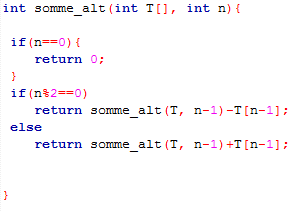 int somme_alt(int T[], int n){
if(n==0){
return 0;
}
if(n%2==0)
return somme_alt(T, n-1)-T[n-1];
else
return somme_alt(T, n-1)+T[n-1];
}